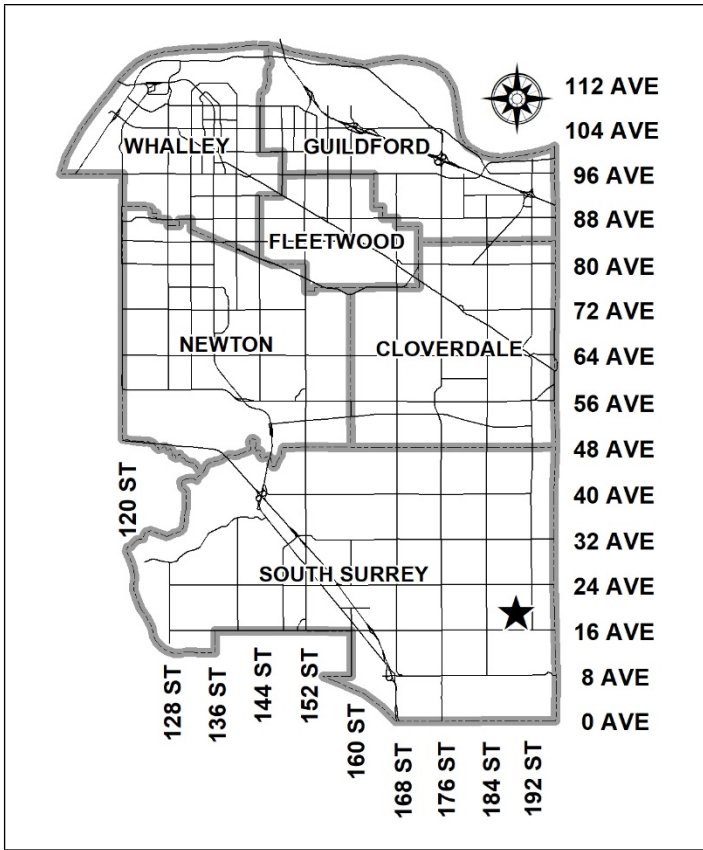 112 AVE
104 AVE
WHALLEY
GUILDFORD
96 AVE
88 AVE
FLEETWOOD
80 AVE
72 AVE
NEWTON
CLOVERDALE
64 AVE
56 AVE
48 AVE
120 ST
40 AVE
32 AVE
SOUTH SURREY
24 AVE
16 AVE
8 AVE
0 AVE
128 ST
136 ST
144 ST
152 ST
160 ST
168 ST
176 ST
184 ST
192 ST